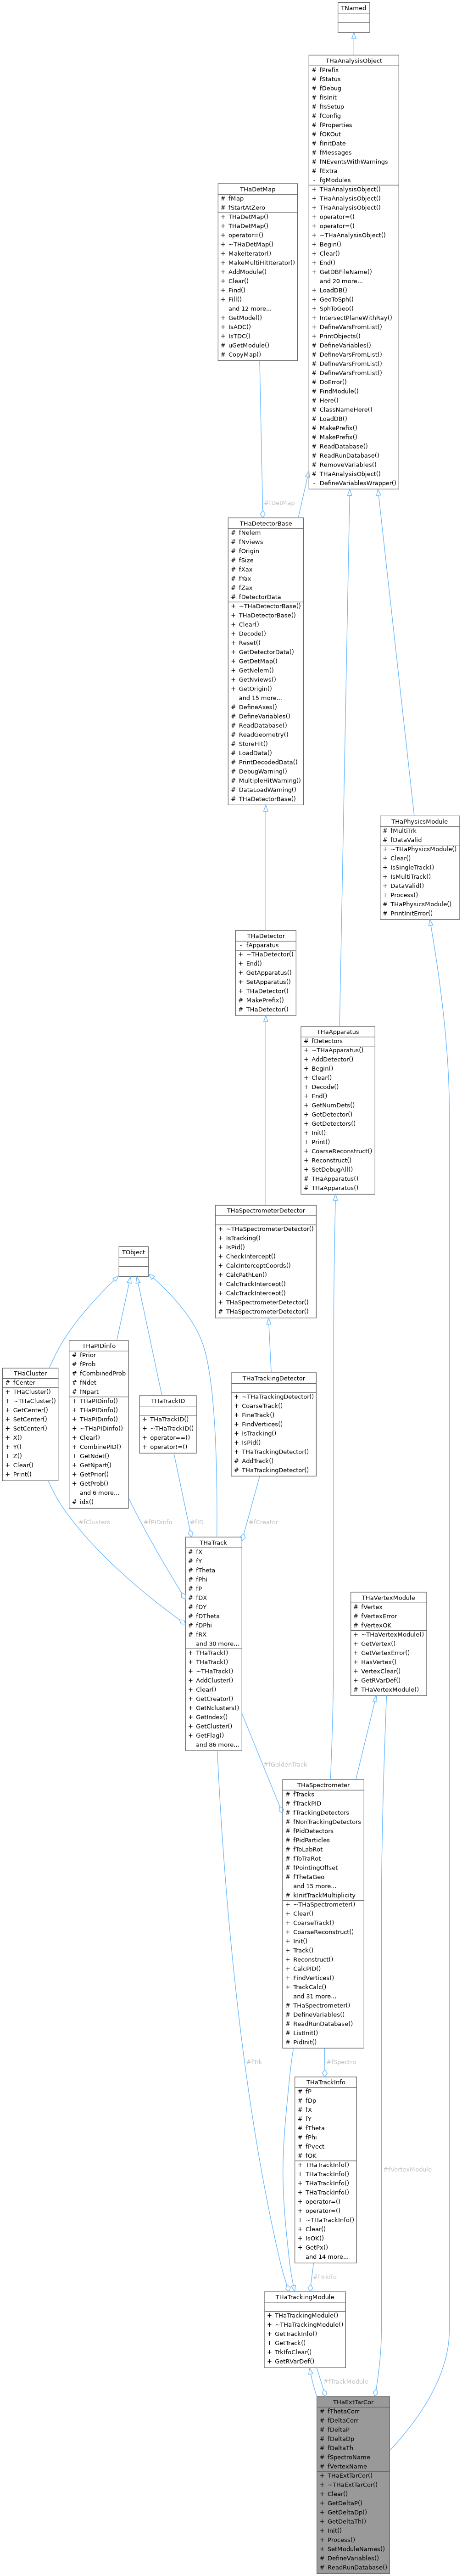 TNamed
THaAnalysisObject
# fPrefix
# fStatus
# fDebug
# fIsInit
# fIsSetup
# fConfig
# fProperties
# fOKOut
# fInitDate
# fMessages
# fNEventsWithWarnings
# fExtra
- fgModules
+ THaAnalysisObject()
+ THaAnalysisObject()
+ THaAnalysisObject()
+ operator=()
+ operator=()
+ ~THaAnalysisObject()
+ Begin()
+ Clear()
+ End()
+ GetDBFileName()
and 20 more...
+ LoadDB()
+ GeoToSph()
+ SphToGeo()
+ IntersectPlaneWithRay()
+ DefineVarsFromList()
+ PrintObjects()
# DefineVariables()
# DefineVarsFromList()
# DefineVarsFromList()
# DefineVarsFromList()
# DoError()
# FindModule()
# Here()
# ClassNameHere()
# LoadDB()
# MakePrefix()
# MakePrefix()
# ReadDatabase()
# ReadRunDatabase()
# RemoveVariables()
# THaAnalysisObject()
- DefineVariablesWrapper()
THaDetMap
# fMap
# fStartAtZero
+ THaDetMap()
+ THaDetMap()
+ operator=()
+ ~THaDetMap()
+ MakeIterator()
+ MakeMultiHitIterator()
+ AddModule()
+ Clear()
+ Find()
+ Fill()
and 12 more...
+ GetModel()
+ IsADC()
+ IsTDC()
# uGetModule()
# CopyMap()
#fDetMap
THaDetectorBase
# fNelem
# fNviews
# fOrigin
# fSize
# fXax
# fYax
# fZax
# fDetectorData
+ ~THaDetectorBase()
+ THaDetectorBase()
+ Clear()
+ Decode()
+ Reset()
+ GetDetectorData()
+ GetDetMap()
+ GetNelem()
+ GetNviews()
+ GetOrigin()
and 15 more...
# DefineAxes()
# DefineVariables()
# ReadDatabase()
# ReadGeometry()
# StoreHit()
# LoadData()
# PrintDecodedData()
# DebugWarning()
# MultipleHitWarning()
# DataLoadWarning()
# THaDetectorBase()
THaPhysicsModule
# fMultiTrk
# fDataValid
+ ~THaPhysicsModule()
+ Clear()
+ IsSingleTrack()
+ IsMultiTrack()
+ DataValid()
+ Process()
# THaPhysicsModule()
# PrintInitError()
THaDetector
- fApparatus
+ ~THaDetector()
+ End()
+ GetApparatus()
+ SetApparatus()
+ THaDetector()
# MakePrefix()
# THaDetector()
THaApparatus
# fDetectors
+ ~THaApparatus()
+ AddDetector()
+ Begin()
+ Clear()
+ Decode()
+ End()
+ GetNumDets()
+ GetDetector()
+ GetDetectors()
+ Init()
+ Print()
+ CoarseReconstruct()
+ Reconstruct()
+ SetDebugAll()
# THaApparatus()
# THaApparatus()
THaSpectrometerDetector
+ ~THaSpectrometerDetector()
+ IsTracking()
+ IsPid()
+ CheckIntercept()
+ CalcInterceptCoords()
+ CalcPathLen()
+ CalcTrackIntercept()
+ CalcTrackIntercept()
+ THaSpectrometerDetector()
# THaSpectrometerDetector()
TObject
THaCluster
# fCenter
+ THaCluster()
+ ~THaCluster()
+ GetCenter()
+ SetCenter()
+ SetCenter()
+ X()
+ Y()
+ Z()
+ Clear()
+ Print()
THaPIDinfo
# fPrior
# fProb
# fCombinedProb
# fNdet
# fNpart
+ THaPIDinfo()
+ THaPIDinfo()
+ THaPIDinfo()
+ ~THaPIDinfo()
+ Clear()
+ CombinePID()
+ GetNdet()
+ GetNpart()
+ GetPrior()
+ GetProb()
and 6 more...
# idx()
THaTrackID
+ THaTrackID()
+ ~THaTrackID()
+ operator==()
+ operator!=()
THaTrackingDetector
+ ~THaTrackingDetector()
+ CoarseTrack()
+ FineTrack()
+ FindVertices()
+ IsTracking()
+ IsPid()
+ THaTrackingDetector()
# AddTrack()
# THaTrackingDetector()
#fClusters
#fPIDinfo
#fID
#fCreator
THaTrack
# fX
# fY
# fTheta
# fPhi
# fP
# fDX
# fDY
# fDTheta
# fDPhi
# fRX
and 30 more...
+ THaTrack()
+ THaTrack()
+ ~THaTrack()
+ AddCluster()
+ Clear()
+ GetCreator()
+ GetNclusters()
+ GetIndex()
+ GetCluster()
+ GetFlag()
and 86 more...
THaVertexModule
# fVertex
# fVertexError
# fVertexOK
+ ~THaVertexModule()
+ GetVertex()
+ GetVertexError()
+ HasVertex()
+ VertexClear()
+ GetRVarDef()
# THaVertexModule()
#fGoldenTrack
THaSpectrometer
# fTracks
# fTrackPID
# fTrackingDetectors
# fNonTrackingDetectors
# fPidDetectors
# fPidParticles
# fToLabRot
# fToTraRot
# fPointingOffset
# fThetaGeo
and 15 more...
# kInitTrackMultiplicity
+ ~THaSpectrometer()
+ Clear()
+ CoarseTrack()
+ CoarseReconstruct()
+ Init()
+ Track()
+ Reconstruct()
+ CalcPID()
+ FindVertices()
+ TrackCalc()
and 31 more...
# THaSpectrometer()
# DefineVariables()
# ReadRunDatabase()
# ListInit()
# PidInit()
#fTrk
#fSpectro
THaTrackInfo
# fP
# fDp
# fX
# fY
# fTheta
# fPhi
# fPvect
# fOK
+ THaTrackInfo()
+ THaTrackInfo()
+ THaTrackInfo()
+ THaTrackInfo()
+ operator=()
+ operator=()
+ ~THaTrackInfo()
+ Clear()
+ IsOK()
+ GetPx()
and 14 more...
#fVertexModule
#fTrkIfo
THaTrackingModule
+ THaTrackingModule()
+ ~THaTrackingModule()
+ GetTrackInfo()
+ GetTrack()
+ TrkIfoClear()
+ GetRVarDef()
#fTrackModule
THaExtTarCor
# fThetaCorr
# fDeltaCorr
# fDeltaP
# fDeltaDp
# fDeltaTh
# fSpectroName
# fVertexName
+ THaExtTarCor()
+ ~THaExtTarCor()
+ Clear()
+ GetDeltaP()
+ GetDeltaDp()
+ GetDeltaTh()
+ Init()
+ Process()
+ SetModuleNames()
# DefineVariables()
# ReadRunDatabase()